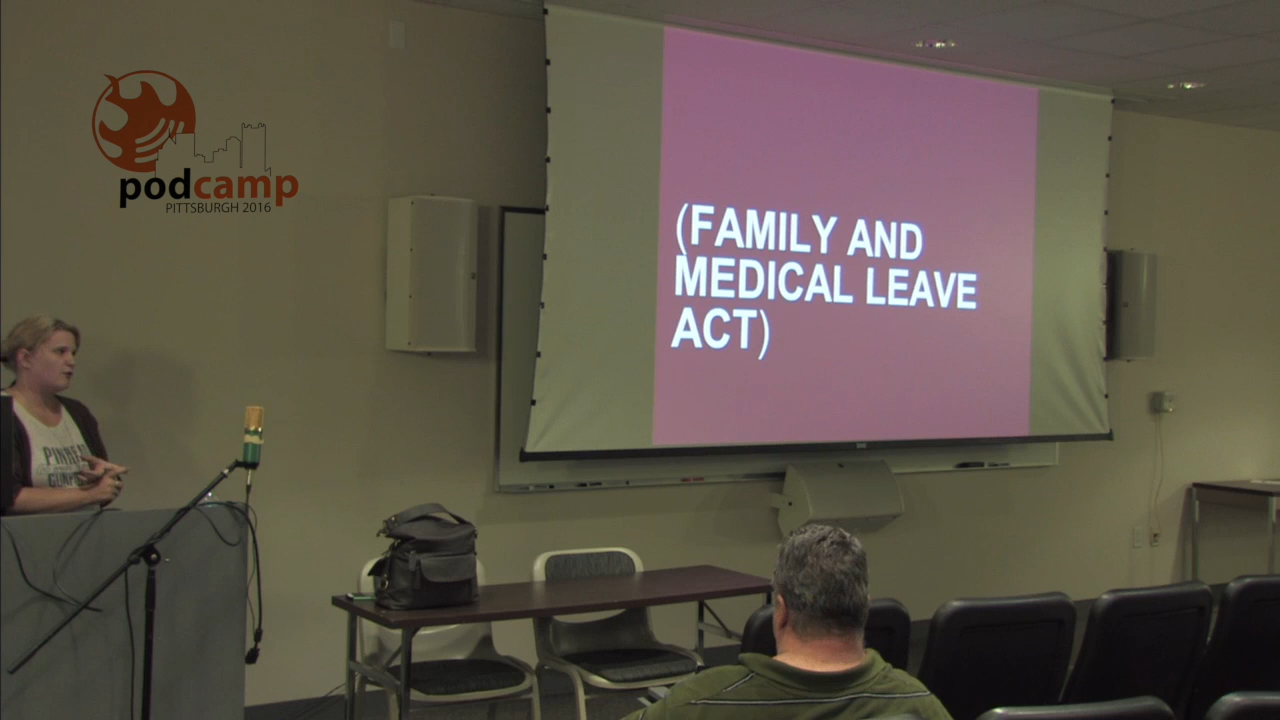 podcamp
PITTSBURGH 2016
(FAMILY AND
MEDICAL LEAVE
ACT)